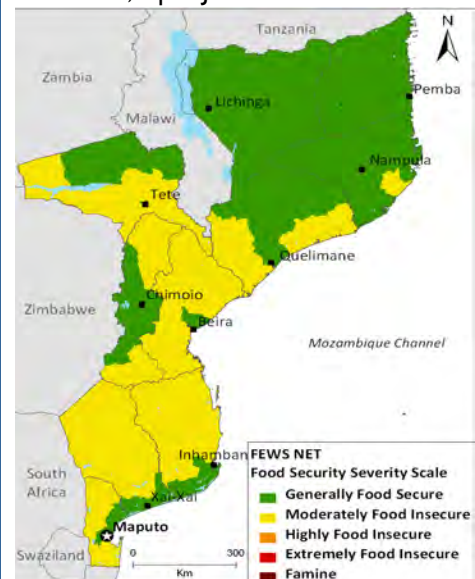 Tanzania
N
Zambia
Pemba
Lichinga
Malawi
Nampula
Tete
Quelimane
Chimoio
Zimbabwe
Beira
Mozambique Channel
Inhamban
South
Africa
Xai-Xai
Maputo
Swaziland
0 300
Km
FEWS NET
Food Security Severity Scale
Generally Food Secure
Moderately Food Insecure
Highly Food Insecure
Extremely Food Insecure
Famine